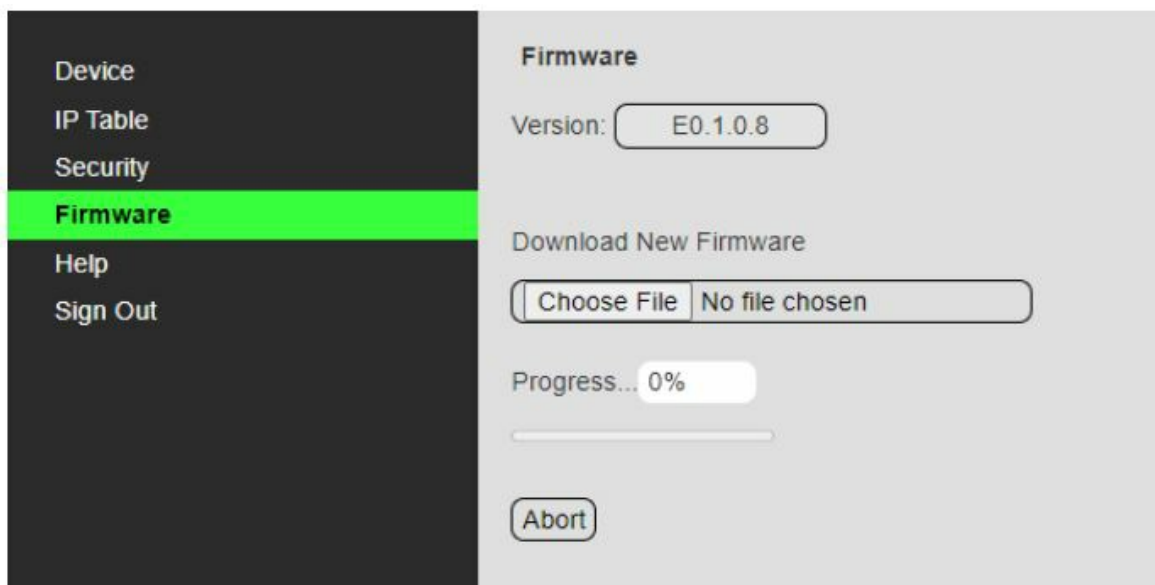 Device
IP Table
Security
Firmware
Help
Sign Out
Firmware
Version: E0.1.0.8
Download New Firmware
Choose File No file chosen
Progress... 0%
Abort